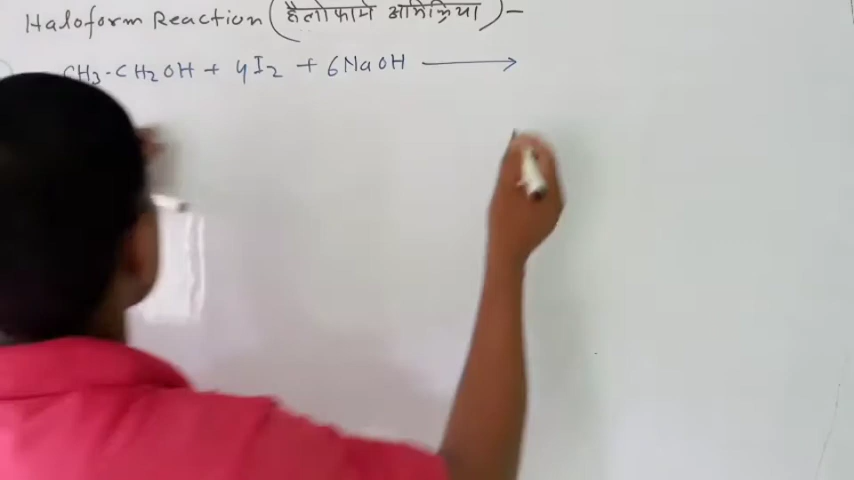 Haloform Reaction (हैलोफार्म अभिक्रिया) -
CH3-CH2OH + 4I2 + 6NaOH ⟶